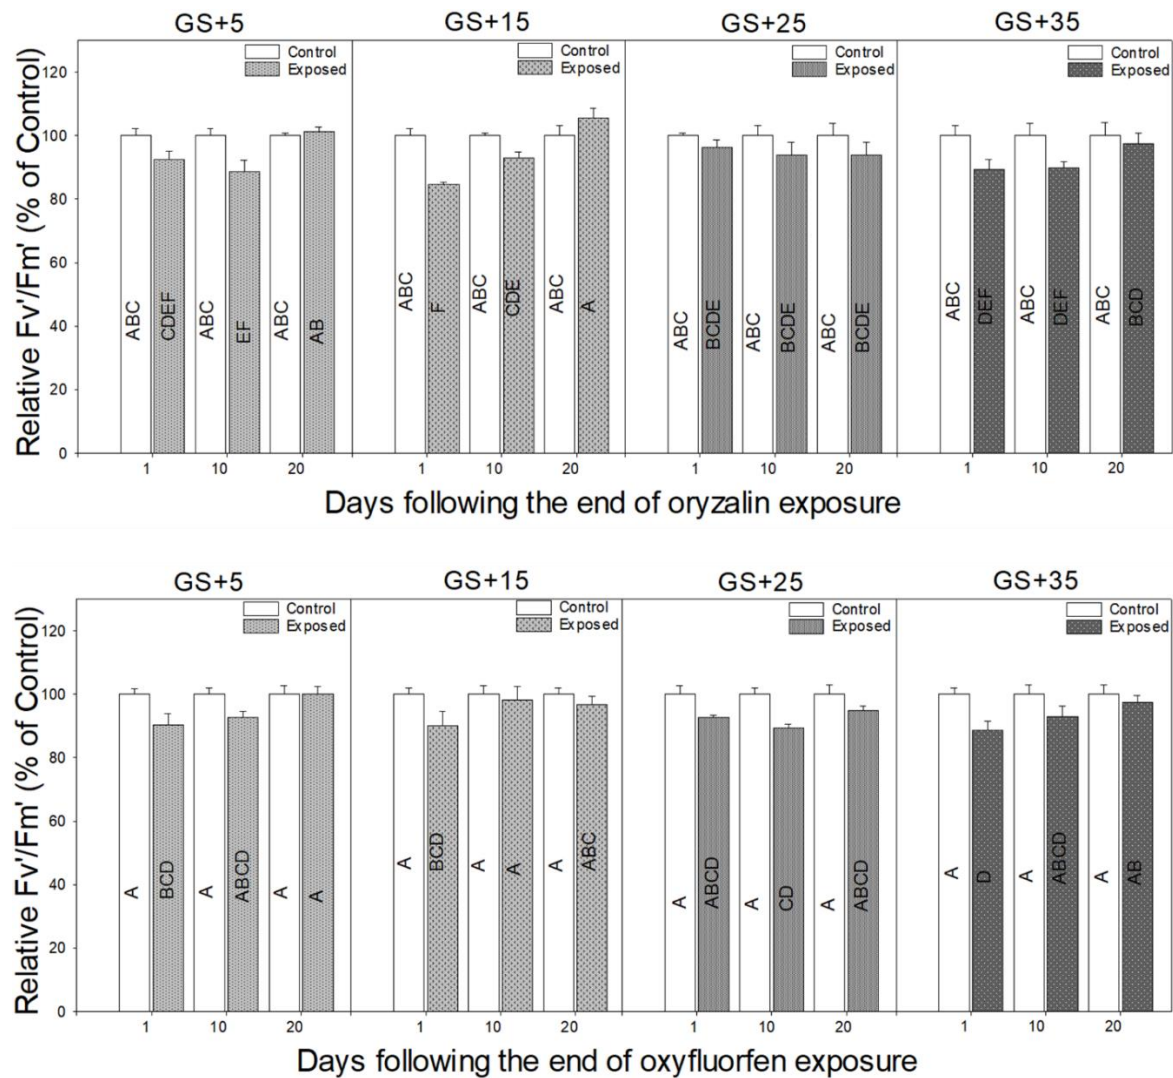 GS+5 GS+15 GS+25 GS+35
Control Control Control Control
Exposed Exposed Exposed Exposed
Relative Fv'/Fm' (% of Control)
120
100
80
60
40
20
0
ABC CDEF ABC EF ABC AB ABC F ABC CDE ABC A ABC BCDE ABC BCDE ABC BCDE ABC DEF ABC DEF ABC BCD
1 10 20 1 10 20 1 10 20 1 10 20
Days following the end of oryzalin exposure
GS+5 GS+15 GS+25 GS+35
Control Control Control Control
Exposed Exposed Exposed Exposed
Relative Fv'/Fm' (% of Control)
120
100
80
60
40
20
0
A BCD A ABCD A A A BCD A A A ABC A ABCD A CD A ABCD A D A ABCD A AB
1 10 20 1 10 20 1 10 20 1 10 20
Days following the end of oxyfluorfen exposure